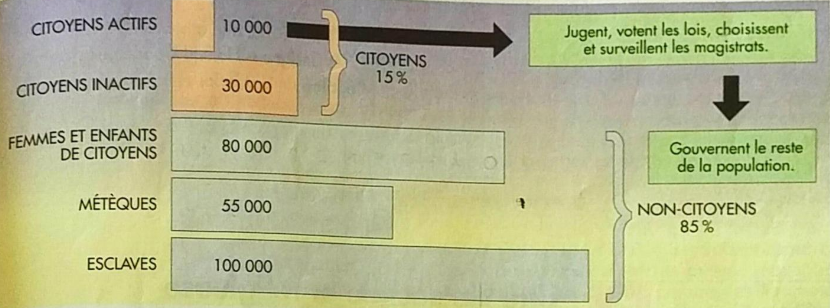 CITOYENS ACTIFS
10 000
Jugent, votent les lois, choisissent
et surveillent les magistrats.
CITOYENS
15 %
CITOYENS INACTIFS
30 000
FEMMES ET ENFANTS
DE CITOYENS
80 000
Gouvernent le reste
de la population.
MÉTÈQUES
55 000
NON-CITOYENS
85 %
ESCLAVES
100 000